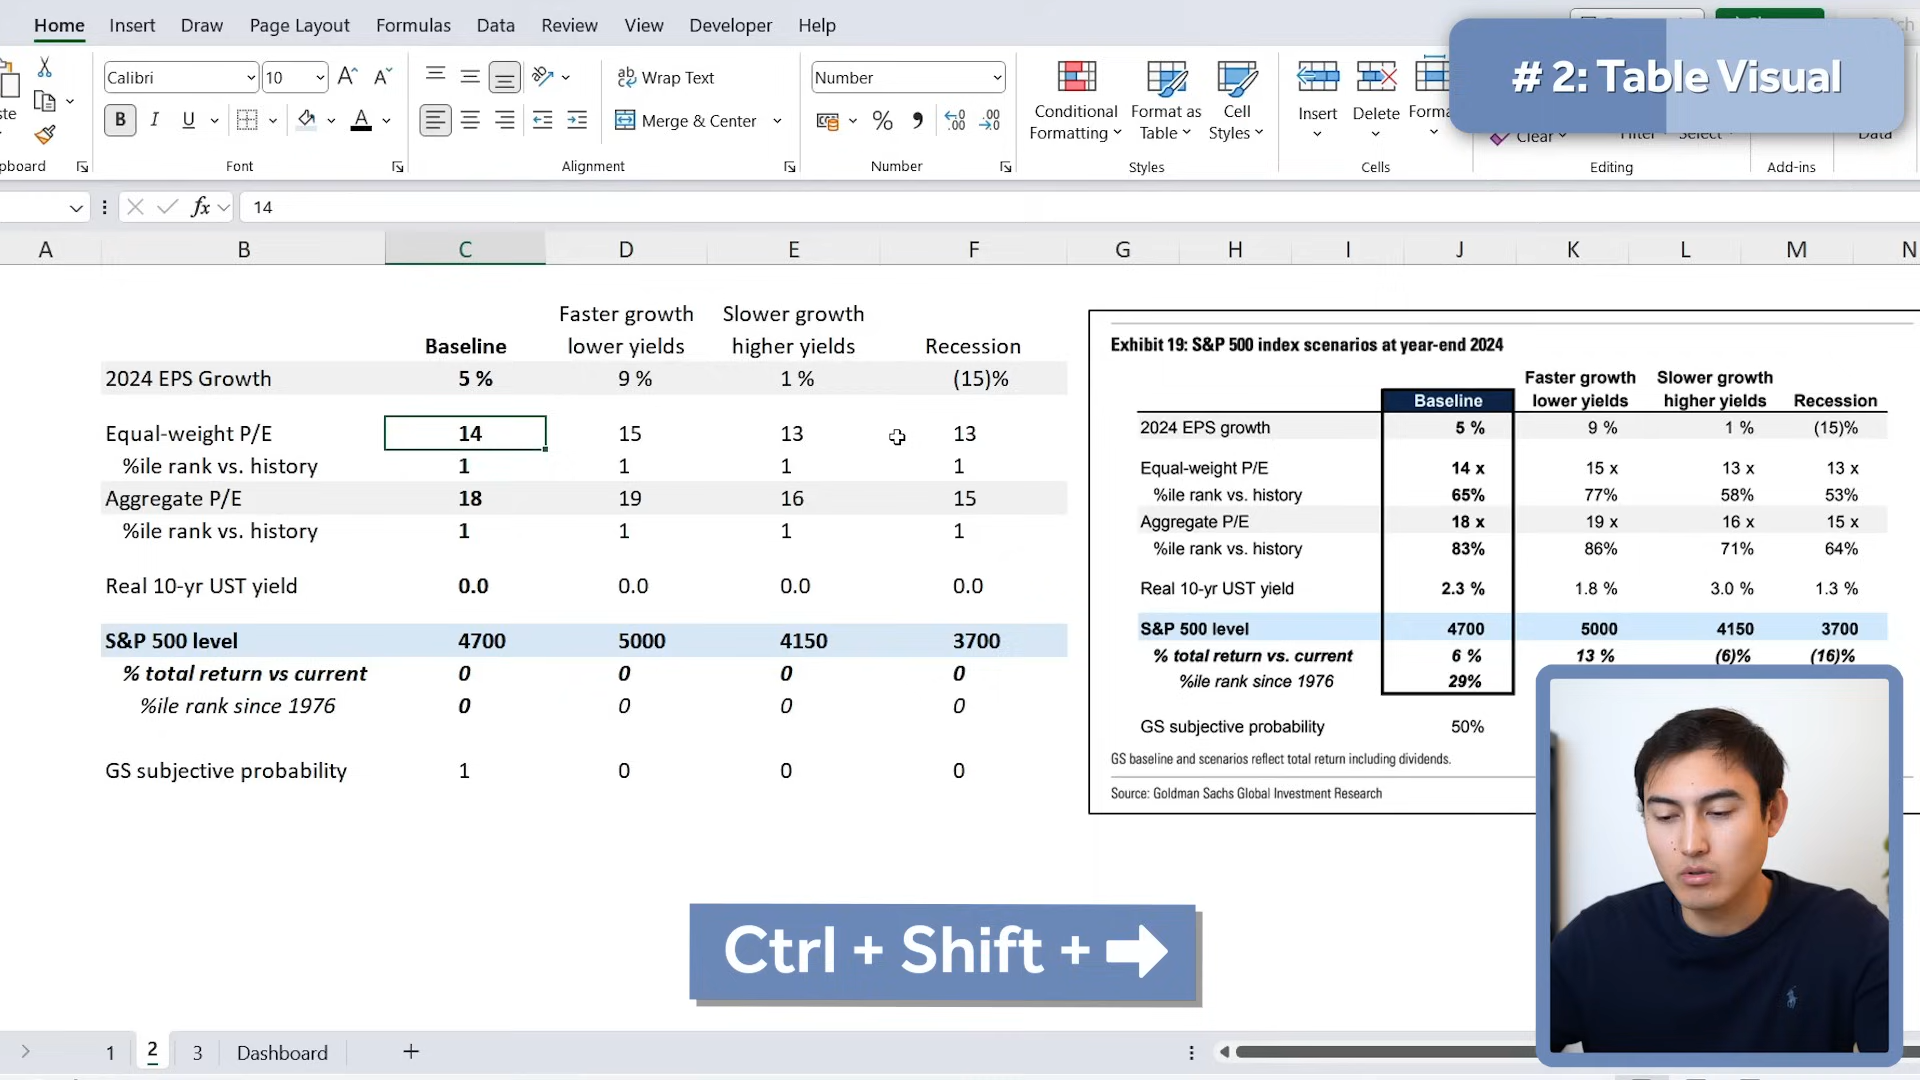 Home Insert Draw Page Layout Formulas Data Review View Developer Help
# 2: Table Visual
Calibri 10 Wrap Text Number
Conditional Formatting Format as Table Cell Styles Insert Delete
B I U A Merge & Center % Clear Select Data
Font Alignment Number Styles Cells Editing Add-ins
fx 14
A B C D E F G H I J K L M N
Baseline Faster growth lower yields Slower growth higher yields Recession
2024 EPS Growth 5 % 9 % 1 % (15)%
Equal-weight P/E 14 15 13 13
%ile rank vs. history 1 1 1 1
Aggregate P/E 18 19 16 15
%ile rank vs. history 1 1 1 1
Real 10-yr UST yield 0.0 0.0 0.0 0.0
S&P 500 level 4700 5000 4150 3700
% total return vs current 0 0 0 0
%ile rank since 1976 0 0 0 0
GS subjective probability 1 0 0 0
Exhibit 19: S&P 500 index scenarios at year-end 2024
Baseline Faster growth lower yields Slower growth higher yields Recession
2024 EPS growth 5 % 9 % 1 % (15)%
Equal-weight P/E 14 x 15 x 13 x 13 x
%ile rank vs. history 65% 77% 58% 53%
Aggregate P/E 18 x 19 x 16 x 15 x
%ile rank vs. history 83% 86% 71% 64%
Real 10-yr UST yield 2.3 % 1.8 % 3.0 % 1.3 %
S&P 500 level 4700 5000 4150 3700
% total return vs. current 6 % 13 % (6)% (16)%
%ile rank since 1976 29%
GS subjective probability 50%
GS baseline and scenarios reflect total return including dividends.
Source: Goldman Sachs Global Investment Research
Ctrl + Shift + ➡
1 2 3 Dashboard +